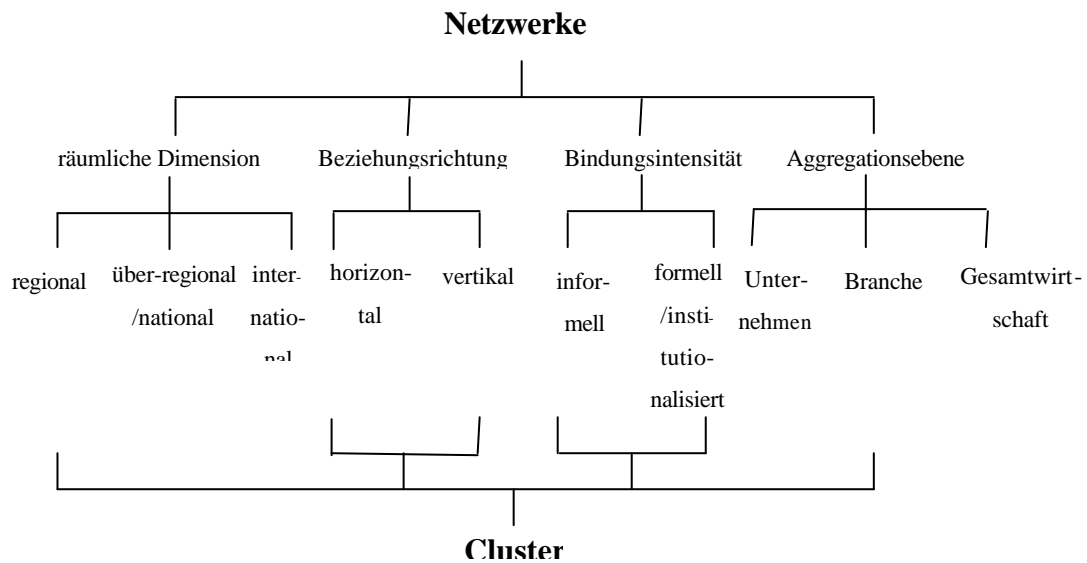 Netzwerke
räumliche Dimension
Beziehungsrichtung
Bindungsintensität
Aggregationsebene
regional
über-regional
/national
inter-
natio-
nal
horizon-
tal
vertikal
infor-
mell
formell
/insti-
tutio-
nalisiert
Unter-
nehmen
Branche
Gesamtwirt-
schaft
Cluster